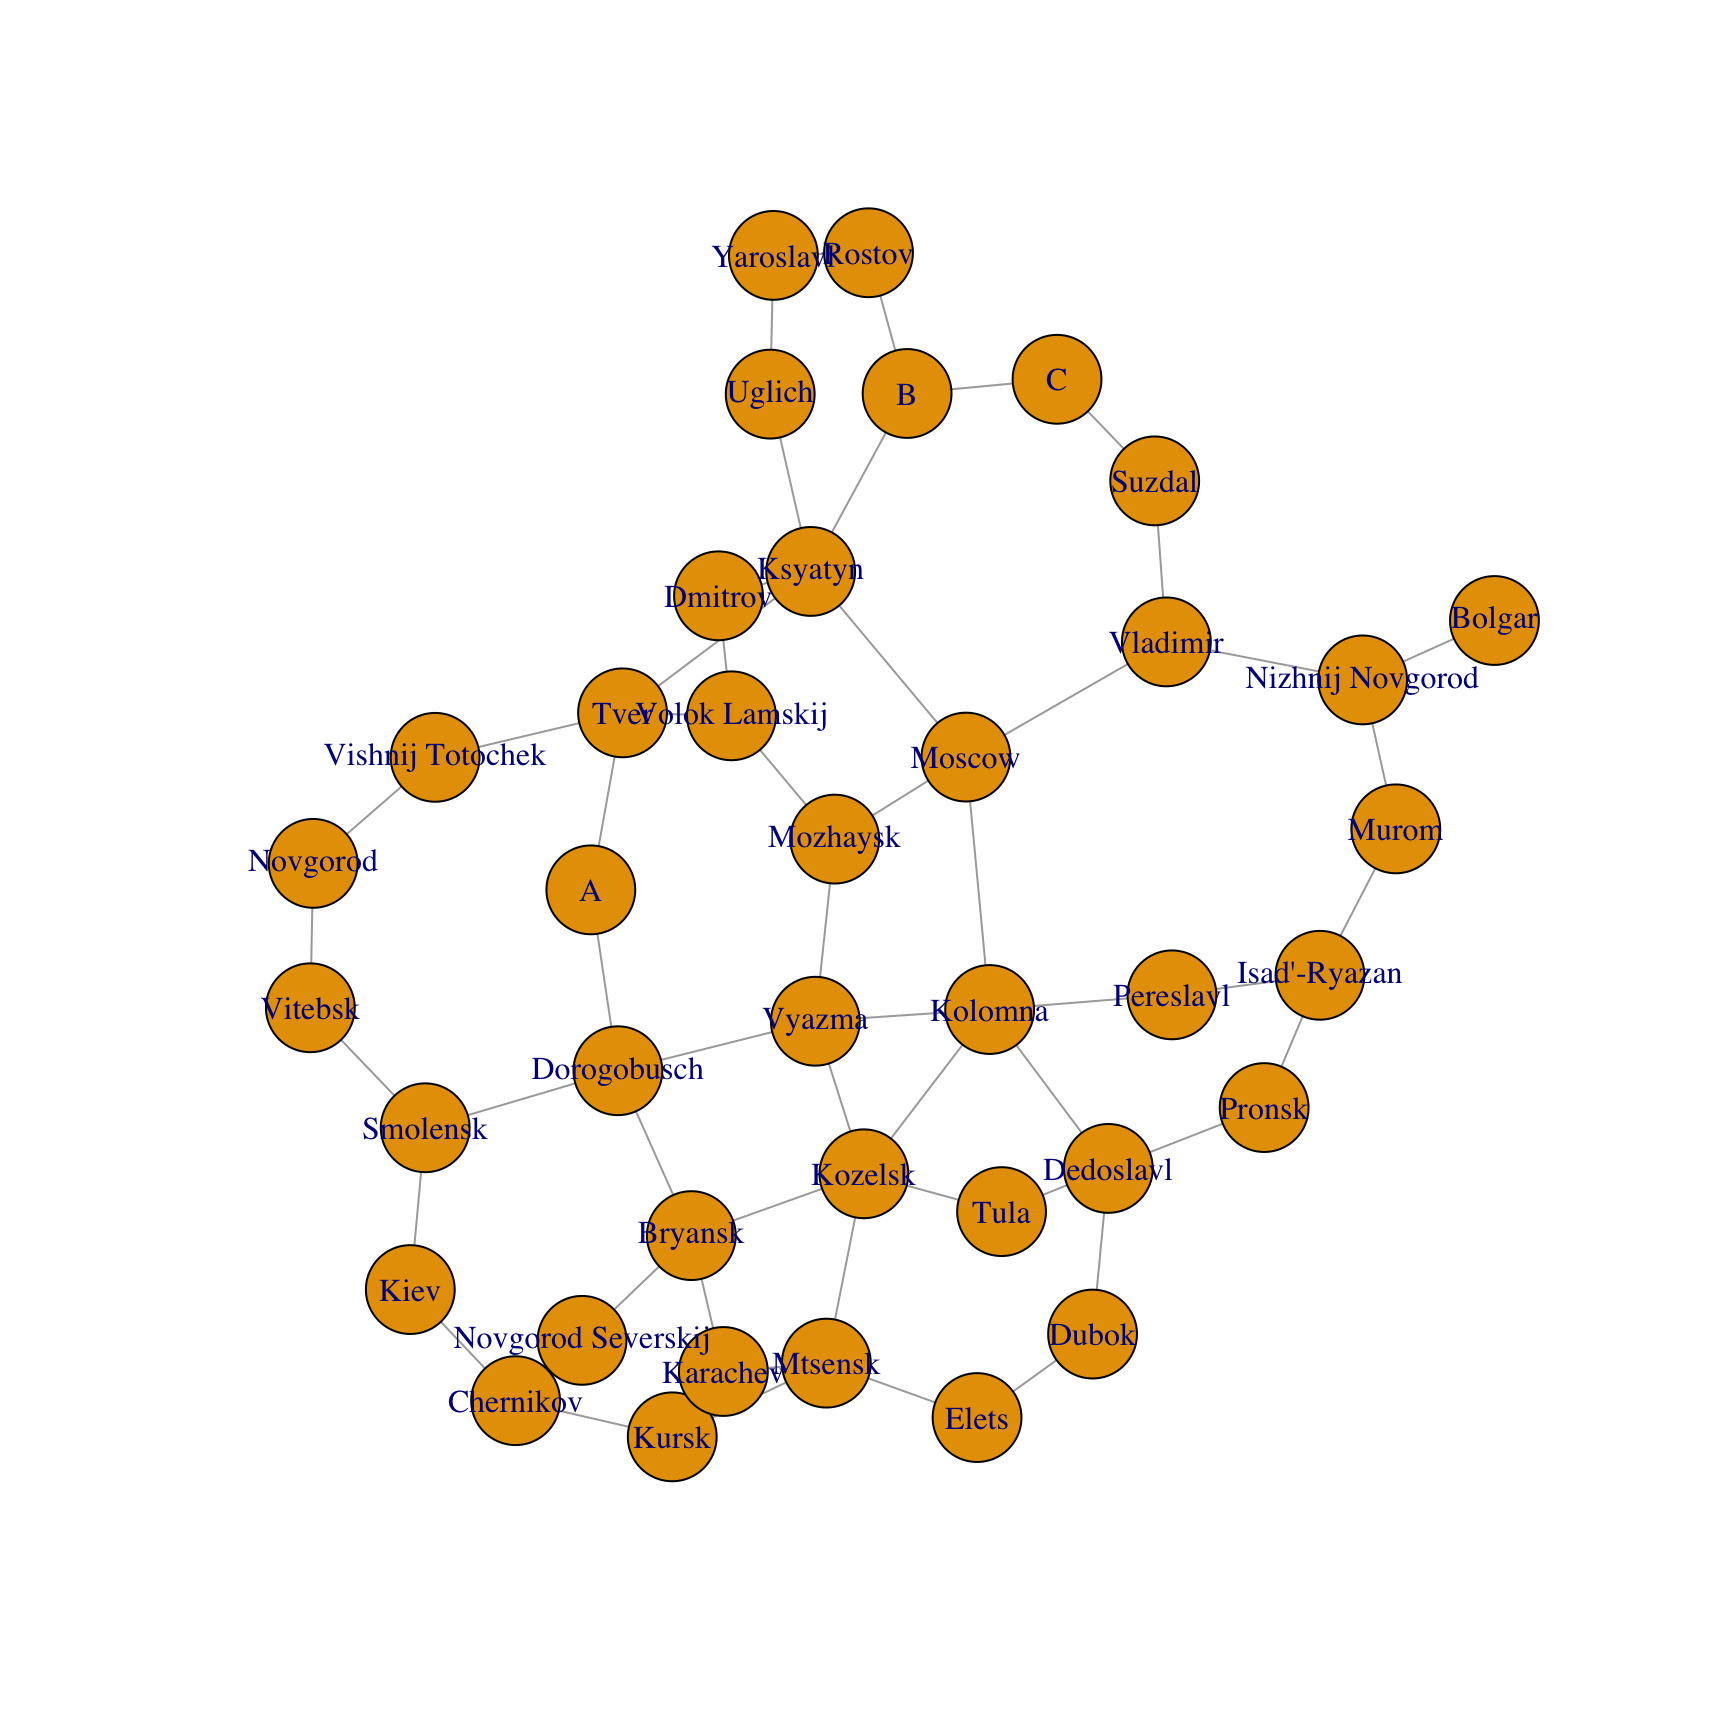 Yaroslavl
Rostov
Uglich
B
C
Suzdal
Ksyatyn
Dmitrov
Bolgar
Vladimir
Nizhnij Novgorod
Tver
Volok Lamskij
Vishnij Totochek
Moscow
Murom
Mozhaysk
Novgorod
A
Isad'-Ryazan
Pereslavl
Vitebsk
Kolomna
Vyazma
Dorogobusch
Pronsk
Smolensk
Dedoslavl
Kozelsk
Tula
Bryansk
Kiev
Dubok
Novgorod Severskij
Mtsensk
Karachev
Chernikov
Elets
Kursk